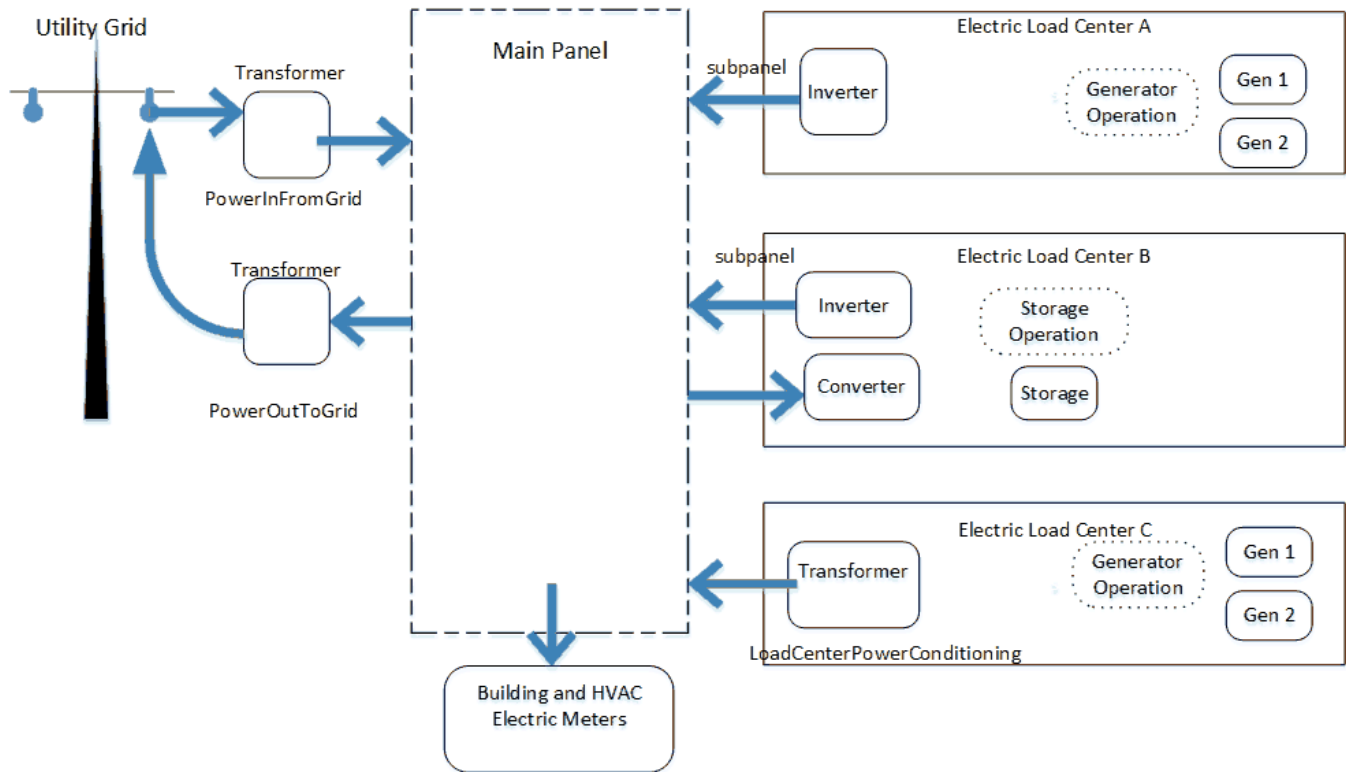 Utility Grid
Transformer
PowerInFromGrid
Transformer
PowerOutToGrid
Main Panel
Building and HVAC
Electric Meters
subpanel
Electric Load Center A
Inverter
Generator
Operation
Gen 1
Gen 2
subpanel
Electric Load Center B
Inverter
Storage
Operation
Converter
Storage
Electric Load Center C
Transformer
Generator
Operation
Gen 1
Gen 2
LoadCenterPowerConditioning